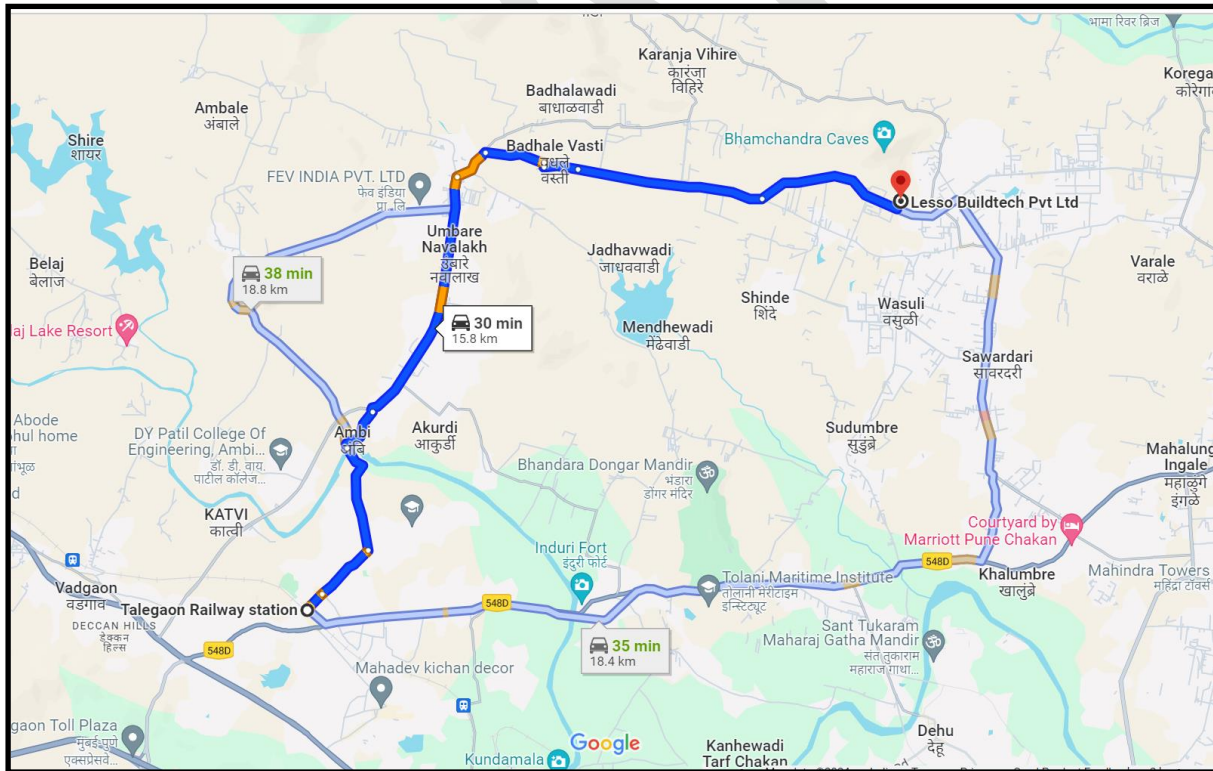 भामा रिवर ब्रिज
Karanja Vihire
कारंजा
विहिरे
Badhalawadi
बाधाळवाडी
Ambale
अंबाले
Shire
शायर
Bhamchandra Caves
Badhale Vasti
वस्ती
FEV INDIA PVT. LTD
फेव इंडिया
प्रा.लि
Lesso Buildtech Pvt Ltd
Umbare
Navalakh
नवलाख
Jadhavwadi
जाधववाडी
Belaj
बेलाज
Varale
वराळे
38 min
18.8 km
Shinde
शिंदे
Wasuli
वसुळी
30 min
15.8 km
Mendhewadi
मेंढेवाडी
Lake Resort
Sawardari
सावरदरी
Abode
Ambi
Akurdi
आकुर्डी
Sudumbre
सुडुंब्रे
DY Patil College Of
Engineering, Ambi...
डॉ. डी. वाय.
पाटील कॉलेज...
Mahalung
Ingale
महाळुंगे
इंगळे
Bhandara Dongar Mandir
भंडारा
डोंगर मंदिर
KATVI
कात्वी
Courtyard by
Marriott Pune Chakan
Induri Fort
इंदुरी फोर्ट
548D
Khalumbre
खालुंब्रे
Mahindra Towers
Tolani Maritime Institute
तोलानी मेरीटाइम
इन्स्टिट्यूट
Vadgaon
वडगाव
Talegaon Railway station
548D
DECCAN HILLS
डेक्कन
हिल्स
548D
35 min
18.4 km
Sant Tukaram
Maharaj Gatha Mandir
संत तुकाराम
महाराज गाथा...
Mahadev kichan decor
Toll Plaza
मुंबई पुणे
एक्सप्रेसवे...
Dehu
देहू
Google
Kanhewadi
Tarf Chakan
Kundamala